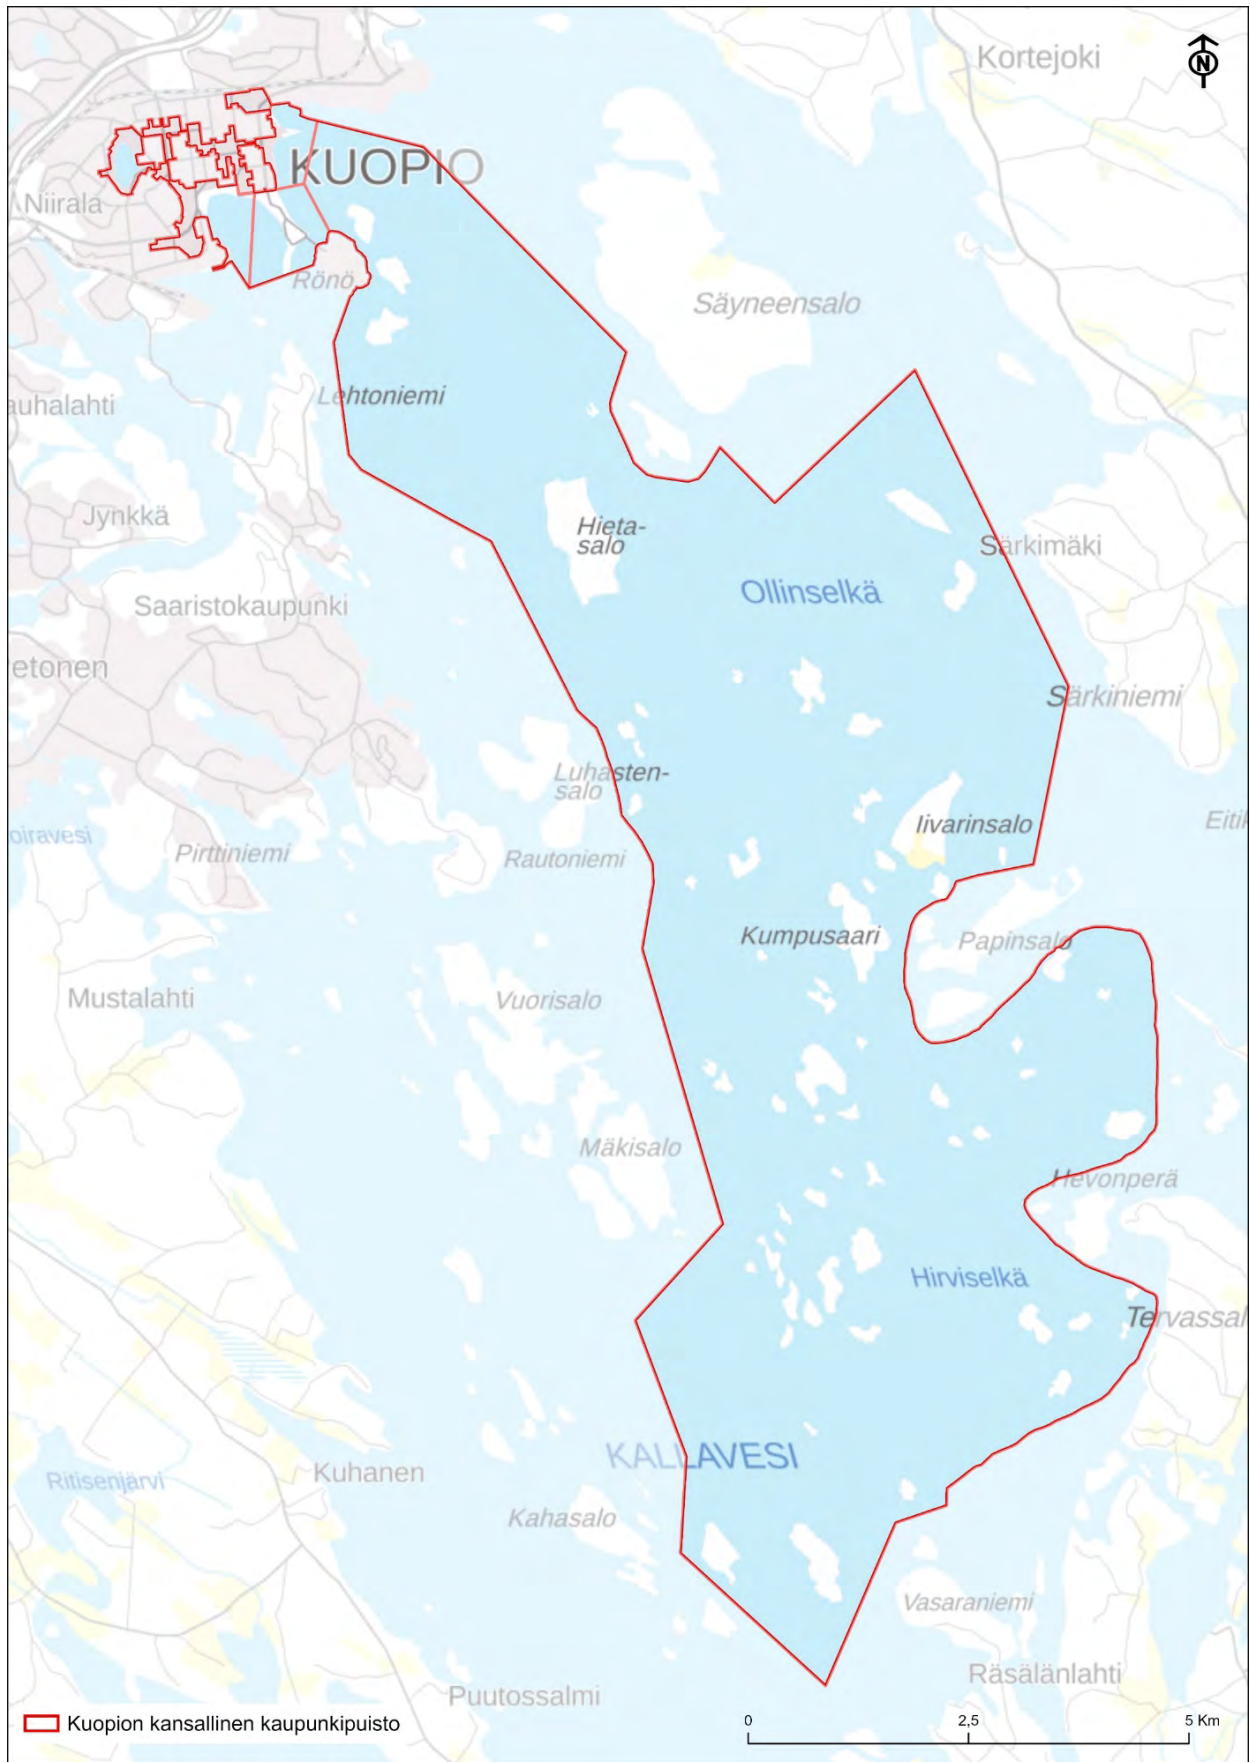 Kortejoki
N
KUOPIO
Niirala
Rönö
Säyneensalo
Lehtoniemi
auhalahti
Jynkkä
Hieta-
salo
Särkimäki
Ollinselkä
Saaristokaupunki
etonen
Särkiniemi
Luhasten-
salo
Iivarinsalo
Eitik
oiravesi
Pirttiniemi
Rautoniemi
Kumpusaari
Papinsalo
Mustalahti
Vuorisalo
Mäkisalo
Hevonperä
Hirviselkä
Tervassal
KALLAVESI
Kuhanen
Ritisenjärvi
Kahasalo
Vasaraniemi
Räsälänlahti
Puutossalmi
Kuopion kansallinen kaupunkipuisto
0 2,5 5 Km